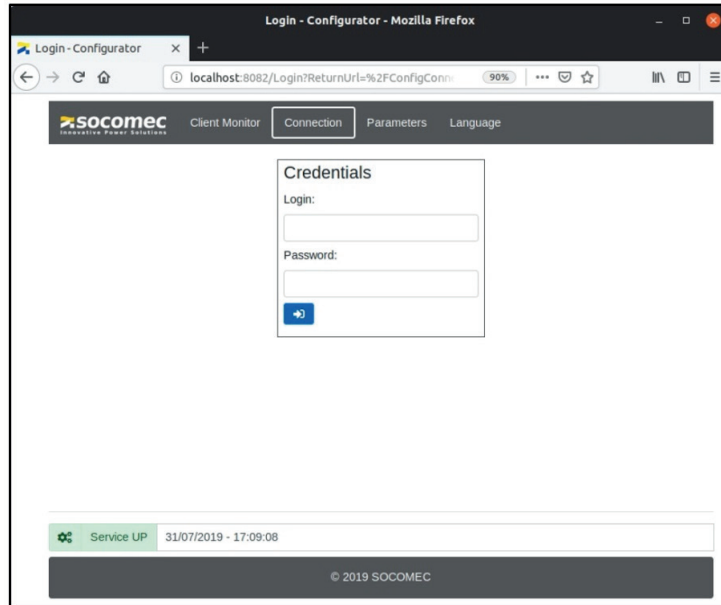 Login - Configurator - Mozilla Firefox
Login - Configurator
localhost:8082/Login?ReturnUrl=%2FConfigConn
90%
socomec
Innovative Power Solutions
Client Monitor
Connection
Parameters
Language
Credentials
Login:
Password:
Service UP
31/07/2019 - 17:09:08
© 2019 SOCOMEC